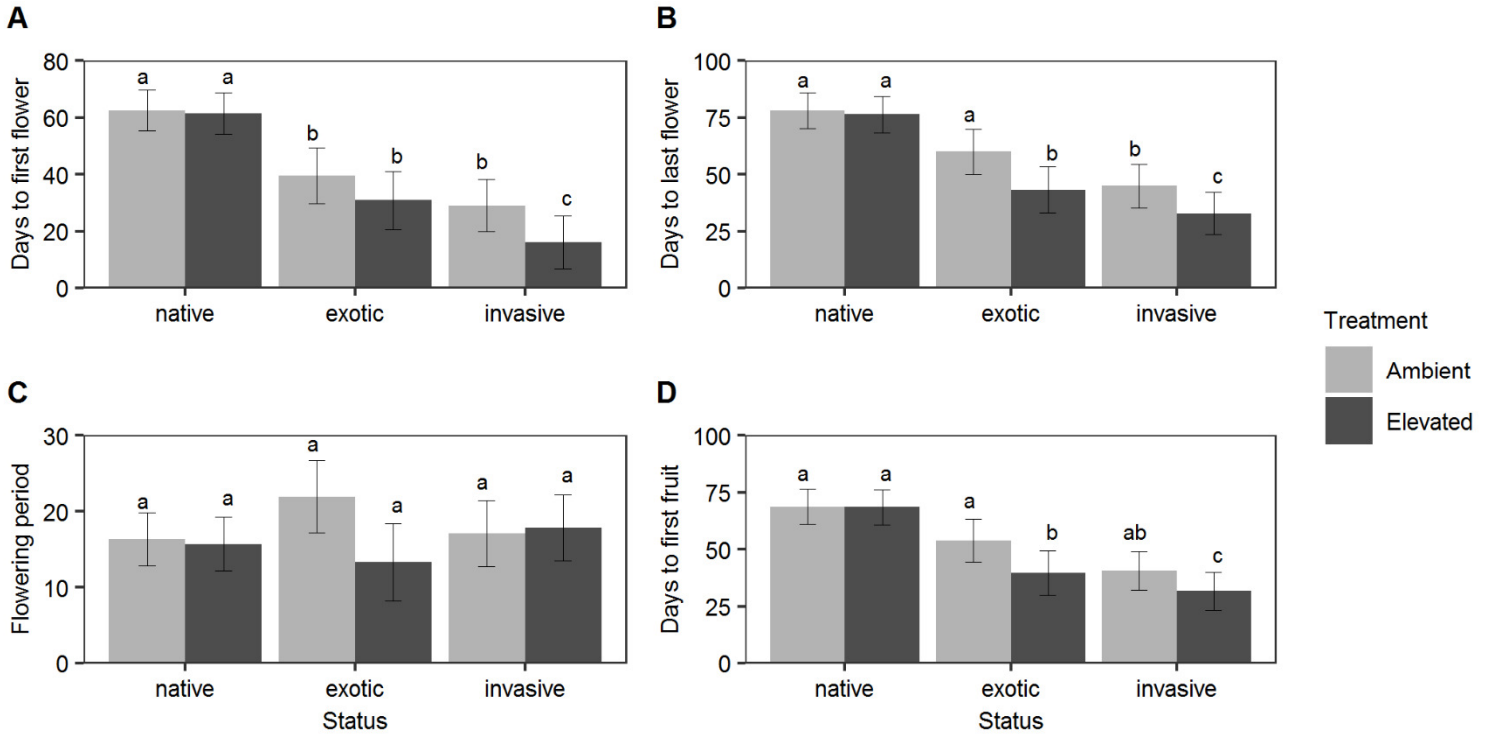 A
Days to first flower
80
60
40
20
0
a
a
b
b
b
c
native
exotic
invasive
B
Days to last flower
100
75
50
25
0
a
a
a
b
b
c
native
exotic
invasive
Treatment
Ambient
Elevated
C
Flowering period
30
20
10
0
a
a
a
a
a
a
native
exotic
invasive
Status
D
Days to first fruit
100
75
50
25
0
a
a
a
b
ab
c
native
exotic
invasive
Status